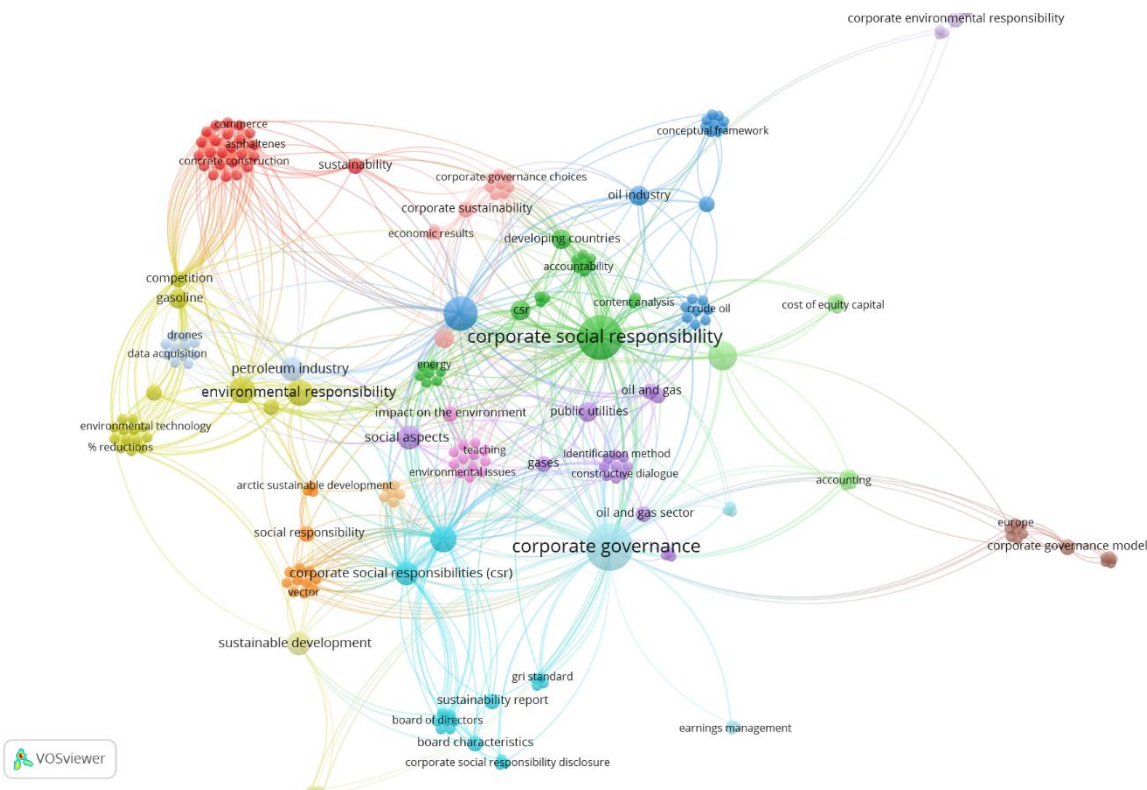 corporate environmental responsibility
commerce
conceptual framework
asphaltenes
concrete construction
sustainability
corporate governance choices
oil industry
corporate sustainability
economic results
developing countries
accountability
competition
gasoline
content analysis
cost of equity capital
csr
crude oil
drones
corporate social responsibility
data acquisition
petroleum industry
energy
environmental responsibility
oil and gas
impact on the environment
public utilities
environmental technology
social aspects
% reductions
teaching
Identification method
gases
environmental issues
constructive dialogue
arctic sustainable development
accounting
oil and gas sector
europe
social responsibility
corporate governance
corporate governance model
corporate social responsibilities (csr)
vector
sustainable development
gri standard
sustainability report
board of directors
earnings management
board characteristics
corporate social responsibility disclosure
VOSviewer